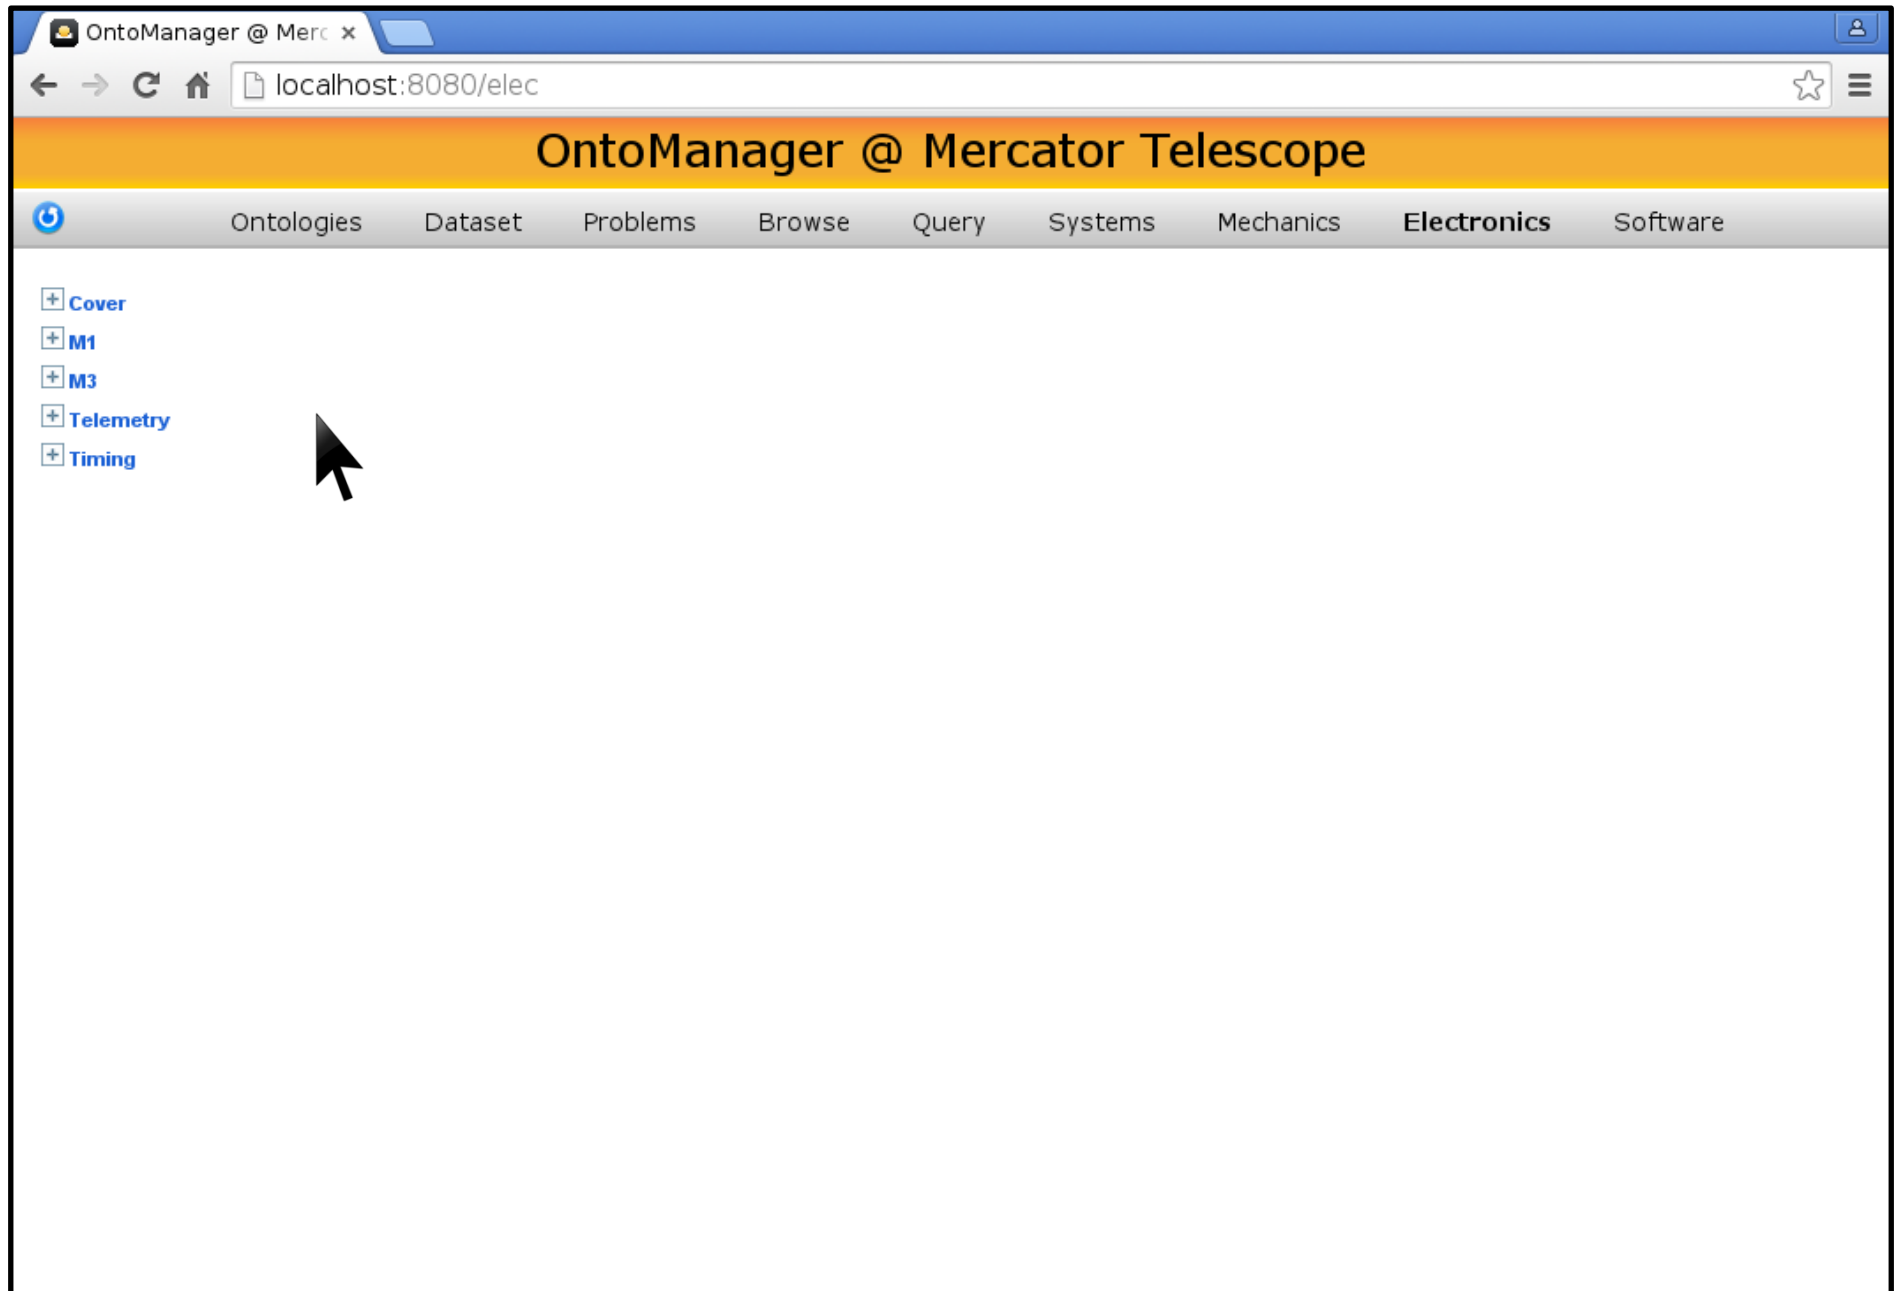 OntoManager @ Merc
localhost:8080/elec
OntoManager @ Mercator Telescope
Ontologies Dataset Problems Browse Query Systems Mechanics Electronics Software
Cover
M1
M3
Telemetry
Timing